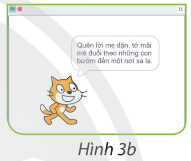 Quên lời mẹ dặn, tớ mải
mê đuổi theo những con
bướm đến một nơi xa lạ.
Hình 3b